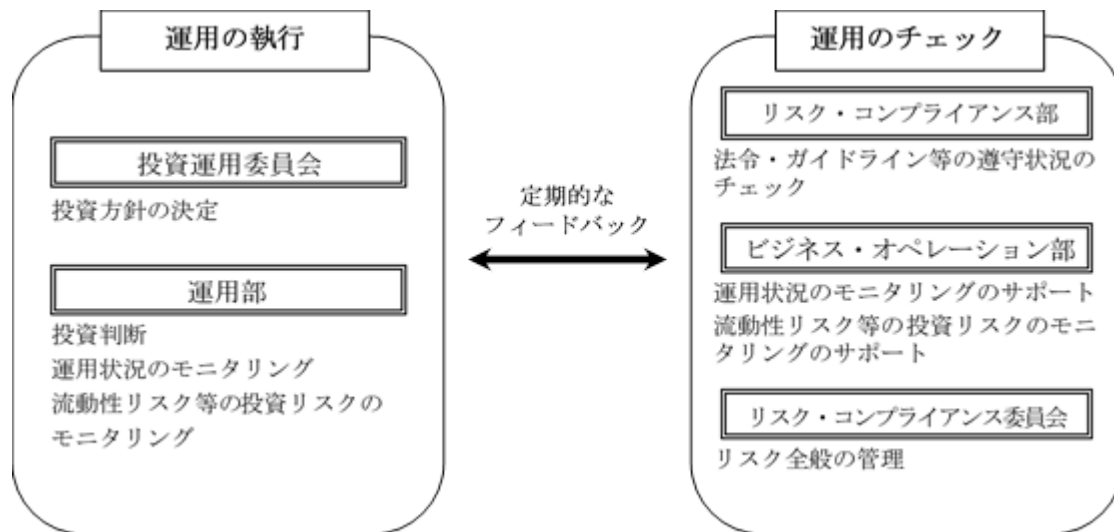 運用の執行
投資運用委員会
投資方針の決定
運用部
投資判断
運用状況のモニタリング
流動性リスク等の投資リスクの
モニタリング
定期的な
フィードバック
運用のチェック
リスク・コンプライアンス部
法令・ガイドライン等の遵守状況の
チェック
ビジネス・オペレーション部
運用状況のモニタリングのサポート
流動性リスク等の投資リスクのモニ
タリングのサポート
リスク・コンプライアンス委員会
リスク全般の管理